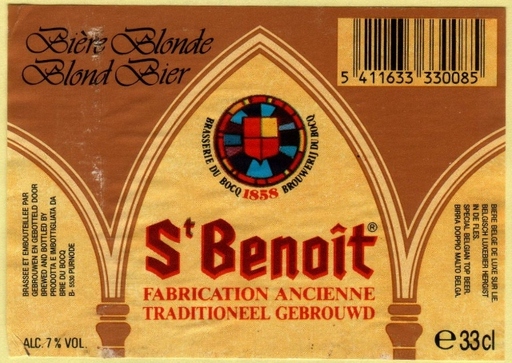 Bière Blonde
Blond Bier
5 411633 330085
BRASSERIE DU BOCQ
BROUWERIJ DU BOCQ
1858
St Benoît®
FABRICATION ANCIENNE
TRADITIONEEL GEBROUWD
BRASSEE ET EMBOUTEILLEE PAR
GEBROUWEN EN GEBOTTELD DOOR
BREWED AND BOTTLED BY
PRODOTTA E IMBOTTIGLIATA DA
BRIE DU BOCQ
B- 5530 PURNODE
BIERE BELGE DE LUXE SUR LIE.
BELGISCH LUXEBIER HERGIST
IN DE FLES.
SPECIAL BELGIAN TOP BEER.
BIRRA DOPPIO MALTO BELGA.
ALC. 7 % VOL.
e 33cl